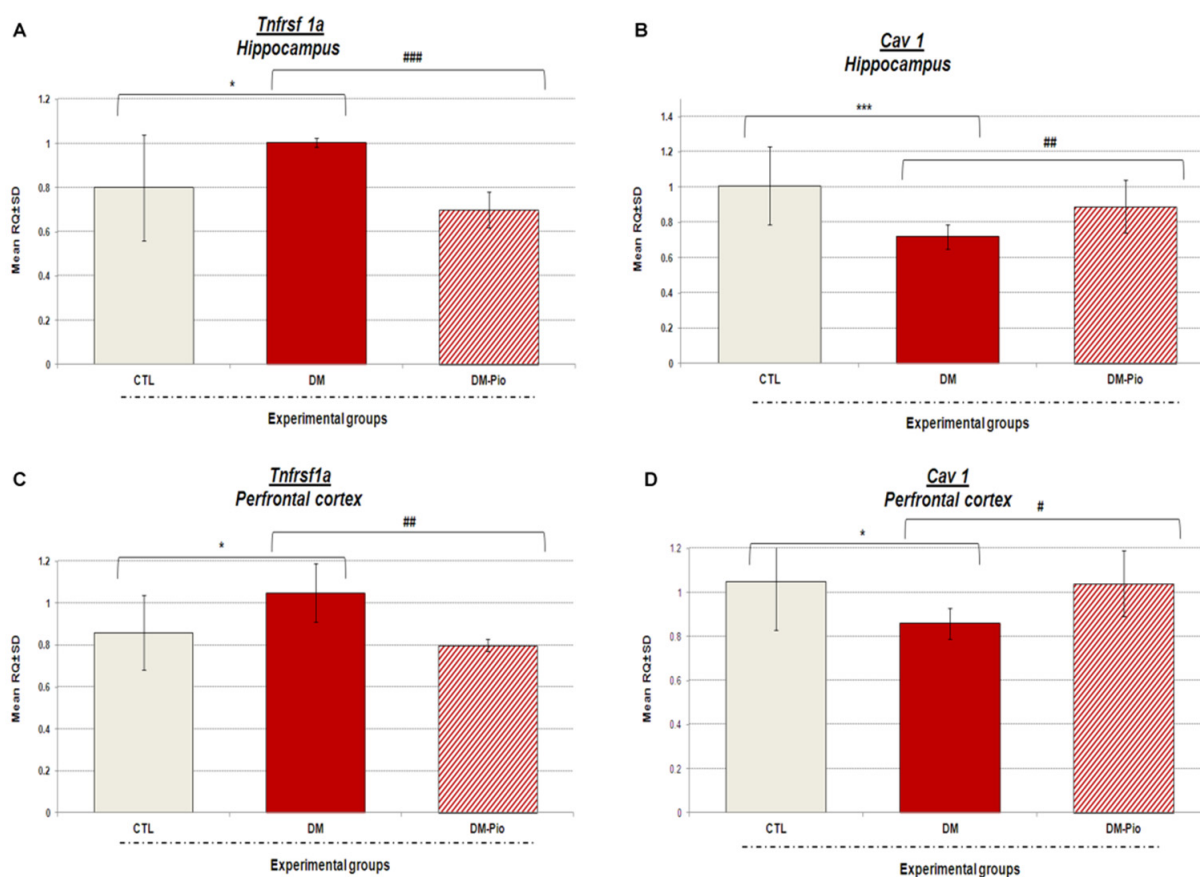 A
Tnfrsf 1a
Hippocampus
###
*
1.2
1
0.8
0.6
0.4
0.2
0
Mean RQ±SD
CTL
DM
DM-Pio
Experimental groups
B
Cav 1
Hippocampus
***
##
1.4
1.2
1
0.8
0.6
0.4
0.2
0
Mean RQ±SD
CTL
DM
DM-Pio
Experimental groups
C
Tnfrsf1a
Perfrontal cortex
##
*
1.2
1
0.8
0.6
0.4
0.2
0
Mean RQ±SD
CTL
DM
DM-Pio
Experimental groups
D
Cav 1
Perfrontal cortex
#
*
1.2
1
0.8
0.6
0.4
0.2
0
Mean RQ±SD
CTL
DM
DM-Pio
Experimental groups